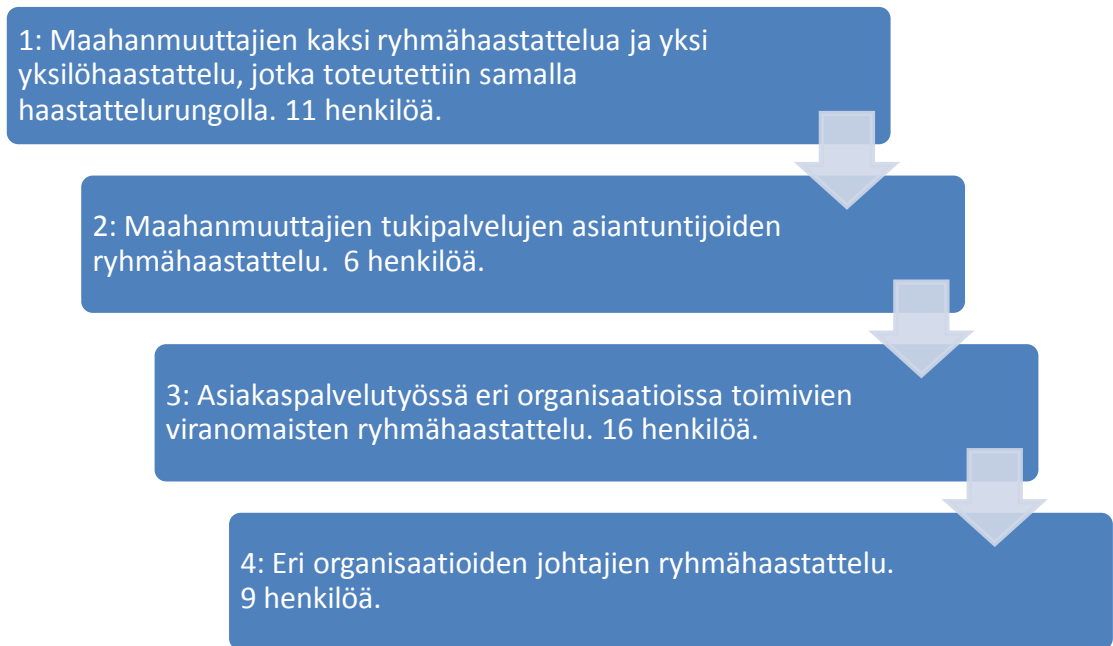 1: Maahanmuuttajien kaksi ryhmähaastattelua ja yksi
yksilöhaastattelu, jotka toteutettiin samalla
haastattelurungolla. 11 henkilöä.
2: Maahanmuuttajien tukipalvelujen asiantuntijoiden
ryhmähaastattelu.  6 henkilöä.
3: Asiakaspalvelutyössä eri organisaatioissa toimivien
viranomaisten ryhmähaastattelu. 16 henkilöä.
4: Eri organisaatioiden johtajien ryhmähaastattelu.
9 henkilöä.